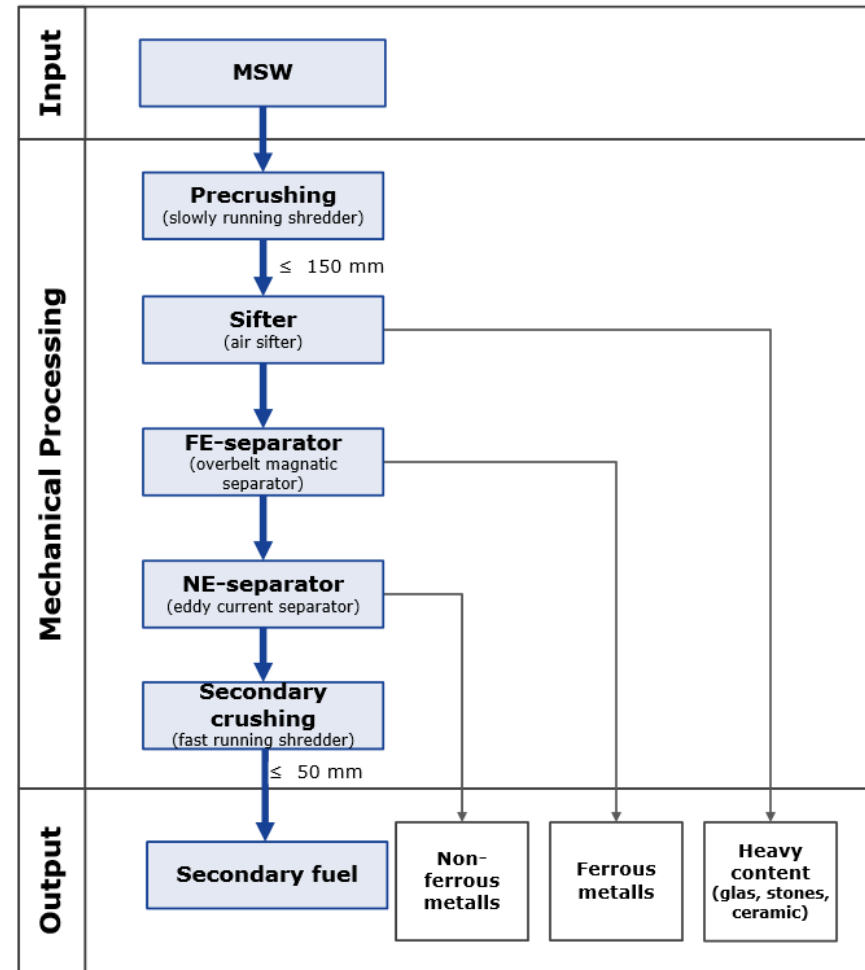 Input
MSW
Mechanical Processing
Precrushing
(slowly running shredder)
≤ 150 mm
Sifter
(air sifter)
FE-separator
(overbelt magnatic
separator)
NE-separator
(eddy current separator)
Secondary
crushing
(fast running shredder)
≤ 50 mm
Output
Secondary fuel
Non-
ferrous
metalls
Ferrous
metalls
Heavy
content
(glas, stones,
ceramic)